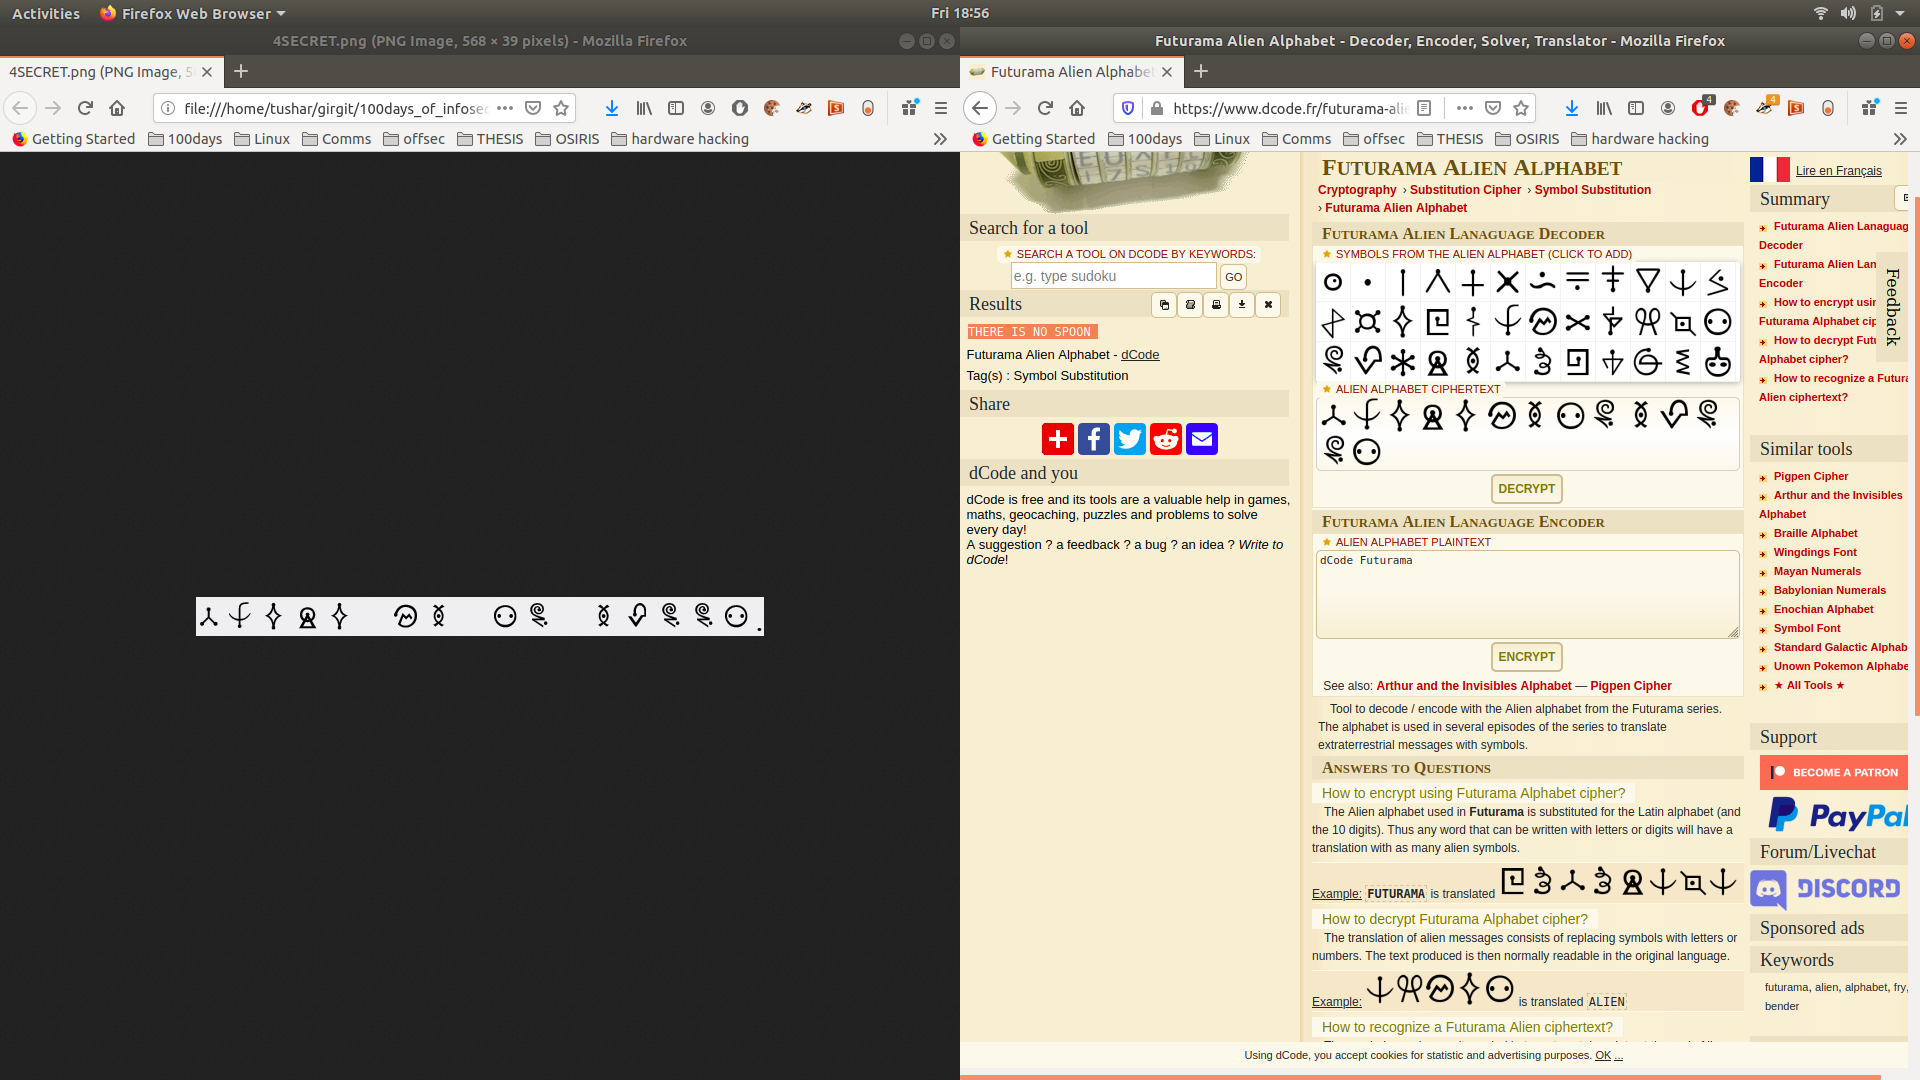 Activities
Firefox Web Browser
Fri 18:56
4SECRET.png (PNG Image, 568 × 39 pixels) - Mozilla Firefox
4SECRET.png (PNG Image, 5
file:///home/tushar/girgit/100days_of_infosec
Getting Started
100days
Linux
Comms
offsec
THESIS
OSIRIS
hardware hacking
Futurama Alien Alphabet - Decoder, Encoder, Solver, Translator - Mozilla Firefox
Futurama Alien Alphabet
https://www.dcode.fr/futurama-alie
4
4
Getting Started
100days
Linux
Comms
offsec
THESIS
OSIRIS
hardware hacking
Search for a tool
SEARCH A TOOL ON DCODE BY KEYWORDS:
e.g. type sudoku
GO
Results
THERE IS NO SPOON
Futurama Alien Alphabet - dCode
Tag(s) : Symbol Substitution
Share
dCode and you
dCode is free and its tools are a valuable help in games,
maths, geocaching, puzzles and problems to solve
every day!
A suggestion ? a feedback ? a bug ? an idea ? Write to
dCode!
FUTURAMA ALIEN ALPHABET
Cryptography › Substitution Cipher › Symbol Substitution
› Futurama Alien Alphabet
FUTURAMA ALIEN LANAGUAGE DECODER
SYMBOLS FROM THE ALIEN ALPHABET (CLICK TO ADD)
ALIEN ALPHABET CIPHERTEXT
DECRYPT
FUTURAMA ALIEN LANAGUAGE ENCODER
ALIEN ALPHABET PLAINTEXT
dCode Futurama
ENCRYPT
See also: Arthur and the Invisibles Alphabet — Pigpen Cipher
Tool to decode / encode with the Alien alphabet from the Futurama series.
The alphabet is used in several episodes of the series to translate
extraterrestrial messages with symbols.
ANSWERS TO QUESTIONS
How to encrypt using Futurama Alphabet cipher?
The Alien alphabet used in Futurama is substituted for the Latin alphabet (and
the 10 digits). Thus any word that can be written with letters or digits will have a
translation with as many alien symbols.
Example: FUTURAMA is translated
How to decrypt Futurama Alphabet cipher?
The translation of alien messages consists of replacing symbols with letters or
numbers. The text produced is then normally readable in the original language.
Example: is translated ALIEN
How to recognize a Futurama Alien ciphertext?
Lire en Français
Summary
Futurama Alien Lanaguag
Decoder
Futurama Alien Lan
Encoder
How to encrypt usin
Futurama Alphabet cip
How to decrypt Futu
Alphabet cipher?
How to recognize a Futura
Alien ciphertext?
Feedback
Similar tools
Pigpen Cipher
Arthur and the Invisibles
Alphabet
Braille Alphabet
Wingdings Font
Mayan Numerals
Babylonian Numerals
Enochian Alphabet
Symbol Font
Standard Galactic Alphab
Unown Pokemon Alphabe
★ All Tools ★
Support
BECOME A PATRON
PayPal
Forum/Livechat
DISCORD
Sponsored ads
Keywords
futurama, alien, alphabet, fry,
bender
Using dCode, you accept cookies for statistic and advertising purposes. OK ...